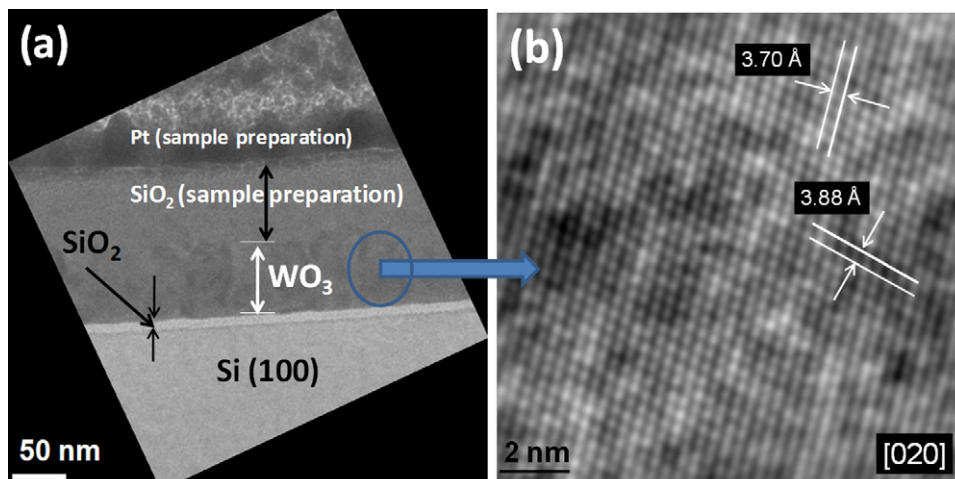 (a)
Pt (sample preparation)
SiO₂ (sample preparation)
SiO₂
WO₃
Si (100)
50 nm
(b)
3.70 Å
3.88 Å
2 nm
[020]